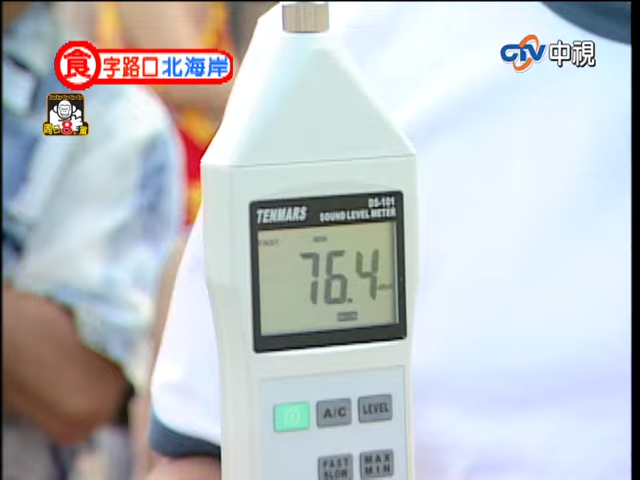 食字路口北海岸
CTV中視
TENMARS
DS-101
SOUND LEVEL METER
FAST
76.4
A/C
LEVEL
FAST
SLOW
MAX
MIN